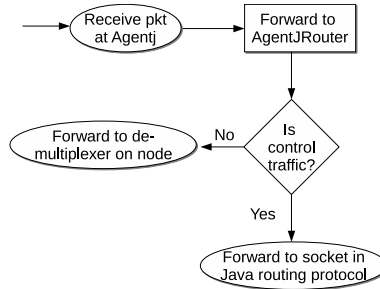 Receive pkt
at Agentj
Forward to
AgentJRouter
Is
control
traffic?
No
Forward to de-
multiplexer on node
Yes
Forward to socket in
Java routing protocol